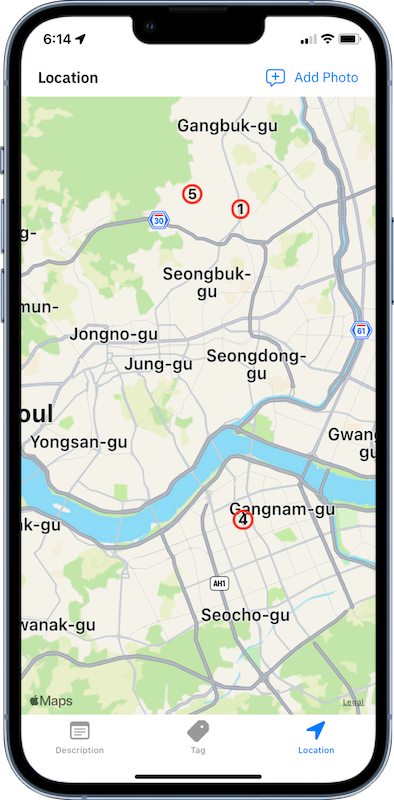 6:14
Location
Add Photo
Gangbuk-gu
5
1
30
g-
Seongbuk-
gu
mun-
61
Jongno-gu
Jung-gu
Seongdong-
gu
oul
Yongsan-gu
Gwang
gu
Gangnam-gu
4
ak-gu
AH1
Seocho-gu
wanak-gu
Maps
Legal
Description
Tag
Location